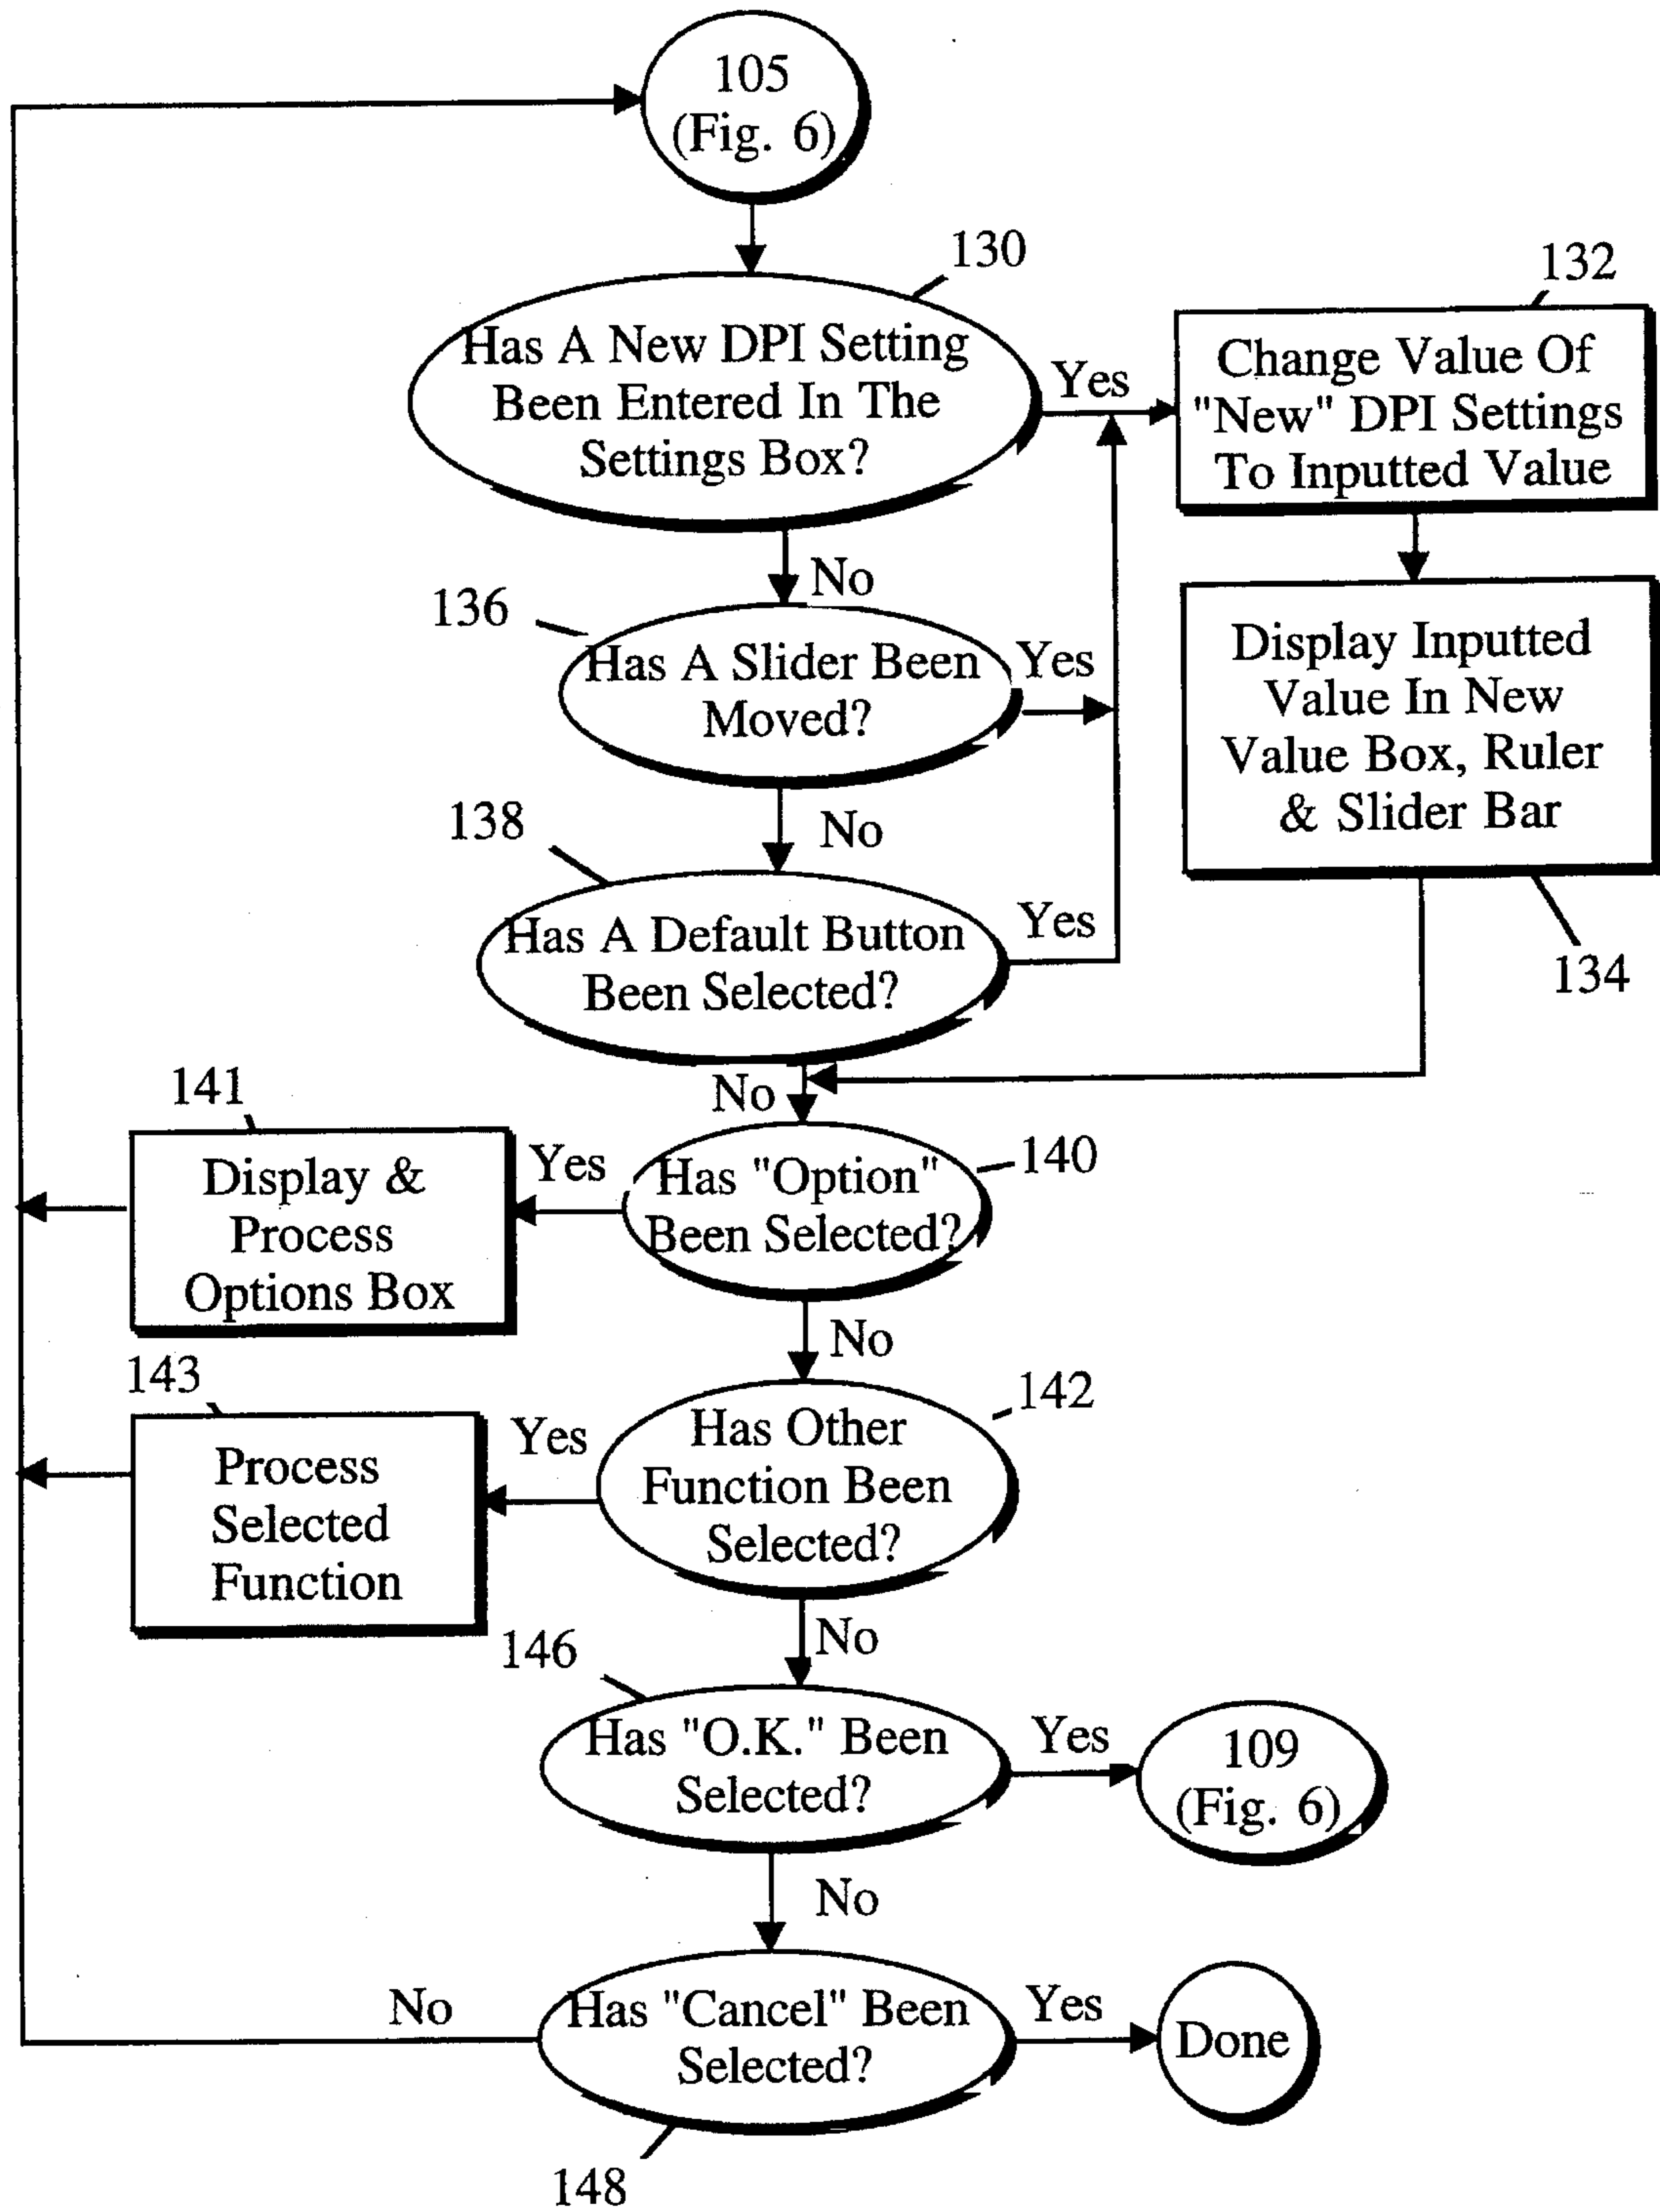 105
(Fig. 6)
130
Has A New DPI Setting
Been Entered In The
Settings Box?
Yes
132
Change Value Of
"New" DPI Settings
To Inputted Value
No
136
Has A Slider Been
Moved?
Yes
Display Inputted
Value In New
Value Box, Ruler
& Slider Bar
134
No
138
Has A Default Button
Been Selected?
Yes
No
141
Display &
Process
Options Box
Yes
Has "Option"
Been Selected?
140
No
143
Process
Selected
Function
Yes
Has Other
Function Been
Selected?
142
No
146
Has "O.K." Been
Selected?
Yes
109
(Fig. 6)
No
No
Has "Cancel" Been
Selected?
Yes
Done
148